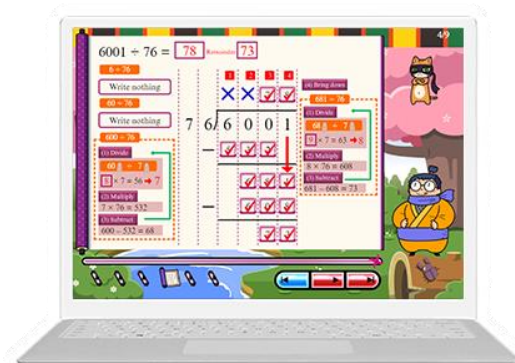 4/9
6001 ÷ 76 = 78 Remainder 73
6 ÷ 76
Write nothing
60 ÷ 76
Write nothing
600 ÷ 76
(1) Divide
60 ÷ 7
8 × 7 = 56 → 7
(2) Multiply
7 × 76 = 532
(3) Subtract
600 – 532 = 68
1 2 3 4
7 6 6 0 0 1
–
–
(4) Bring down
681 ÷ 76
(1) Divide
68 ÷ 7
9 × 7 = 63 → 8
(2) Multiply
8 × 76 = 608
(3) Subtract
681 – 608 = 73